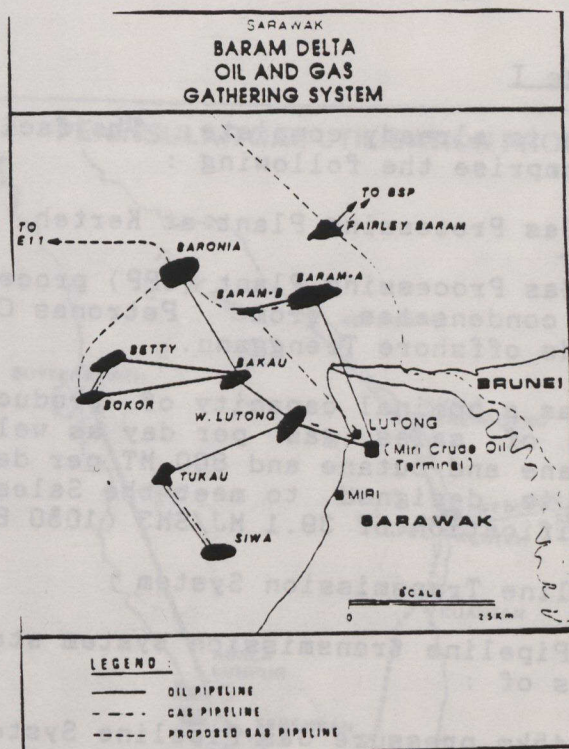 SARAWAK
BARAM DELTA
OIL AND GAS
GATHERING SYSTEM
TO BSP
FAIRLEY BARAM
TO
E11
BARONIA
BARAM-A
BARAM-B
BETTY
BAKAU
BRUNEI
BOKOR
W.LUTONG
LUTONG
(Miri Crude Oil
Terminal)
TUKAU
MIRI
SARAWAK
SIWA
SCALE
0 25Km
LEGEND :
OIL PIPELINE
GAS PIPELINE
PROPOSED GAS PIPELINE